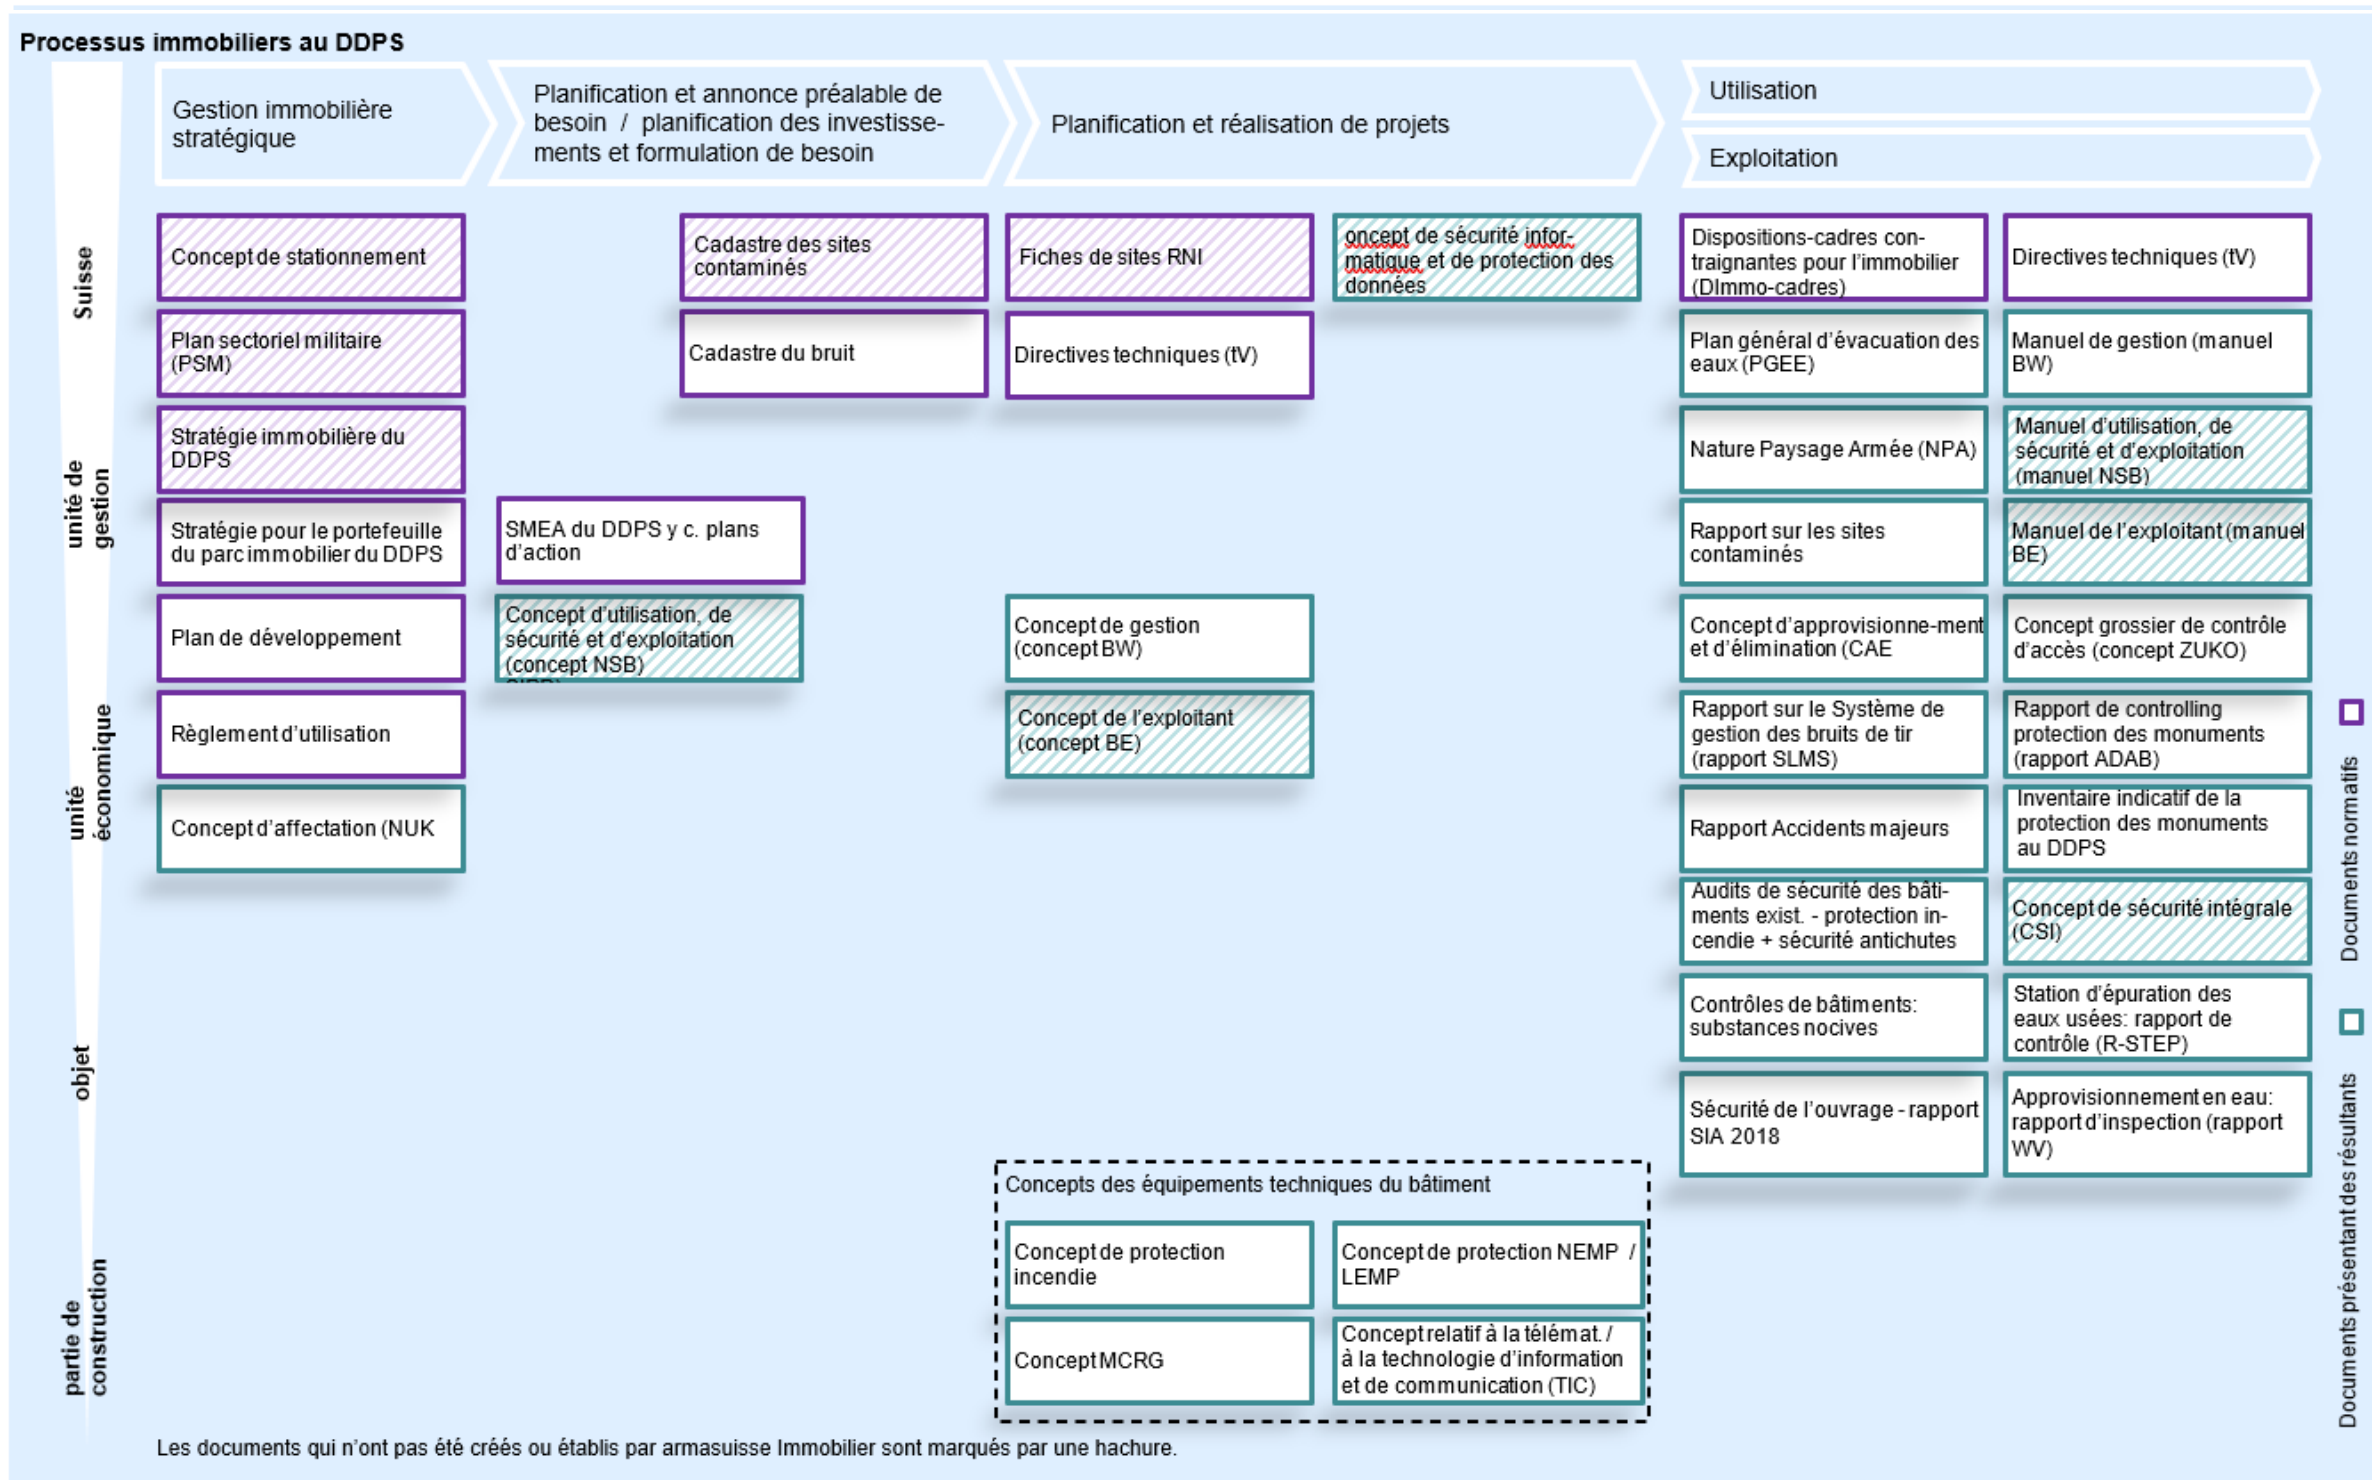 Processus immobiliers au DDPS
Gestion immobilière
stratégique
Planification et annonce préalable de
besoin / planification des investisse-
ments et formulation de besoin
Planification et réalisation de projets
Utilisation
Exploitation
Suisse
unité de
gestion
unité
économique
objet
partie de
construction
Concept de stationnement
Plan sectoriel militaire
(PSM)
Stratégie immobilière du
DDPS
Stratégie pour le portefeuille
du parc immobilier du DDPS
Plan de développement
Règlement d'utilisation
Concept d'affectation (NUK
Cadastre des sites
contaminés
Cadastre du bruit
SMEA du DDPS y c. plans
d'action
Concept d'utilisation, de
sécurité et d'exploitation
(concept NSB)
Fiches de sites RNI
Directives techniques (tV)
oncept de sécurité infor-
matique et de protection des
données
Concept de gestion
(concept BW)
Concept de l'exploitant
(concept BE)
Concepts des équipements techniques du bâtiment
Concept de protection
incendie
Concept de protection NEMP /
LEMP
Concept MCRG
Concept relatif à la télémat. /
à la technologie d'information
et de communication (TIC)
Dispositions-cadres con-
traignantes pour l'immobilier
(DImmo-cadres)
Directives techniques (tV)
Plan général d'évacuation des
eaux (PGEE)
Manuel de gestion (manuel
BW)
Nature Paysage Armée (NPA)
Manuel d'utilisation, de
sécurité et d'exploitation
(manuel NSB)
Rapport sur les sites
contaminés
Manuel de l'exploitant (manuel
BE)
Concept d'approvisionne-ment
et d'élimination (CAE
Concept grossier de contrôle
d'accès (concept ZUKO)
Rapport sur le Système de
gestion des bruits de tir
(rapport SLMS)
Rapport de controlling
protection des monuments
(rapport ADAB)
Rapport Accidents majeurs
Inventaire indicatif de la
protection des monuments
au DDPS
Audits de sécurité des bâti-
ments exist. - protection in-
cendie + sécurité antichutes
Concept de sécurité intégrale
(CSI)
Contrôles de bâtiments:
substances nocives
Station d'épuration des
eaux usées: rapport de
contrôle (R-STEP)
Sécurité de l'ouvrage - rapport
SIA 2018
Approvisionnement en eau:
rapport d'inspection (rapport
WV)
Documents normatifs
Documents présentant des résultants
Les documents qui n'ont pas été créés ou établis par armasuisse Immobilier sont marqués par une hachure.